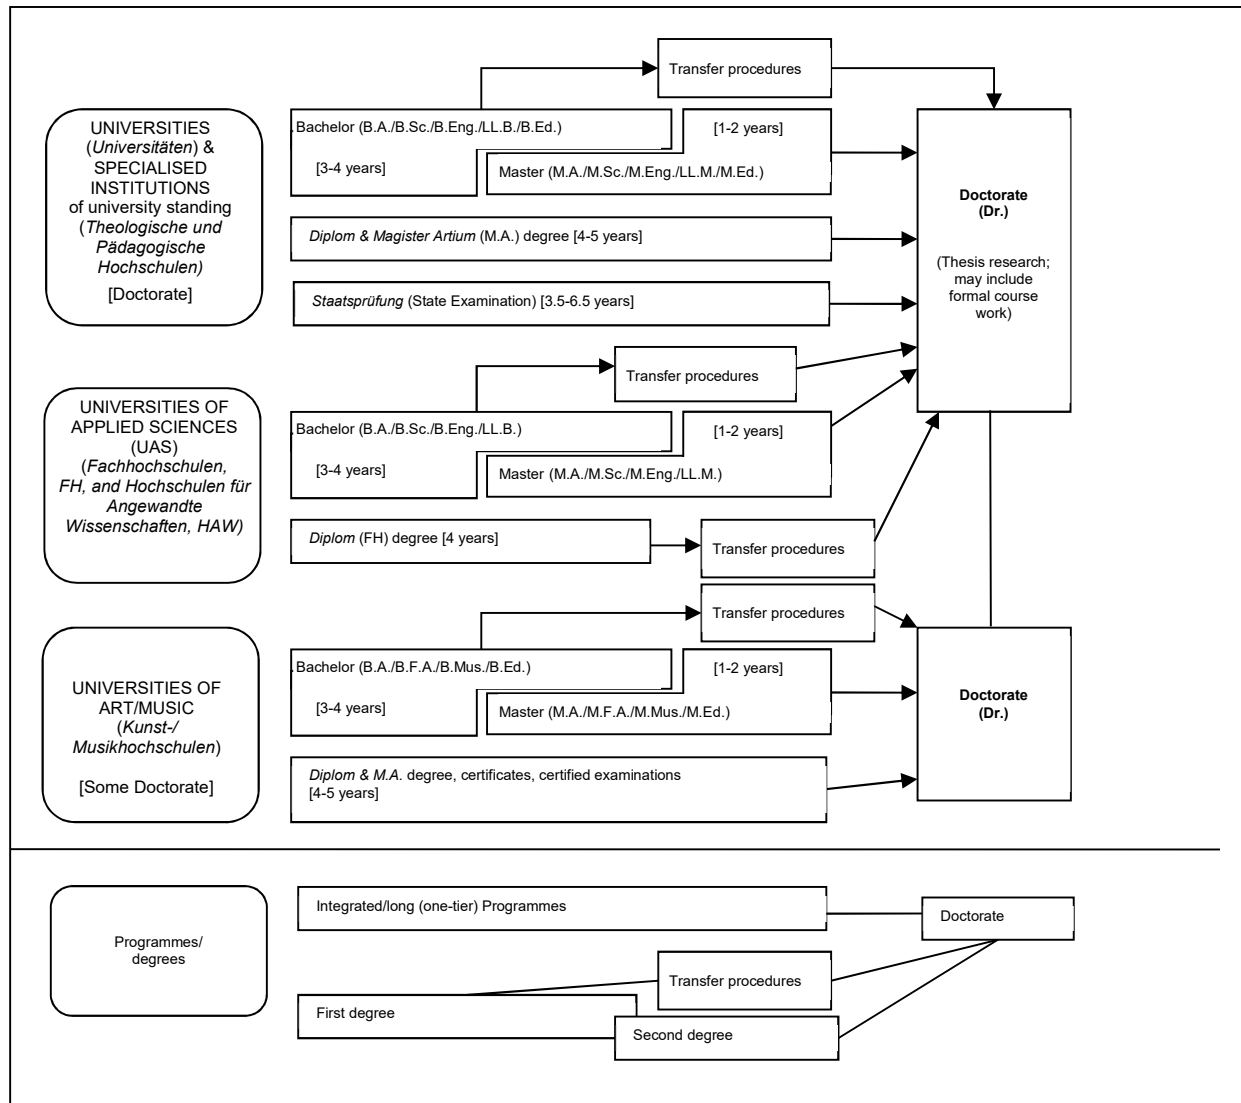 Transfer procedures
UNIVERSITIES
(Universitäten) &
SPECIALISED
INSTITUTIONS
of university standing
(Theologische und
Pädagogische
Hochschulen)
[Doctorate]
Bachelor (B.A./B.Sc./B.Eng./LL.B./B.Ed.)
[1-2 years]
[3-4 years]
Master (M.A./M.Sc./M.Eng./LL.M./M.Ed.)
Diplom & Magister Artium (M.A.) degree [4-5 years]
Staatsprüfung (State Examination) [3.5-6.5 years]
Doctorate
(Dr.)
(Thesis research;
may include
formal course
work)
Transfer procedures
UNIVERSITIES OF
APPLIED SCIENCES
(UAS)
(Fachhochschulen,
FH, and Hochschulen für
Angewandte
Wissenschaften, HAW)
Bachelor (B.A./B.Sc./B.Eng./LL.B.)
[1-2 years]
[3-4 years]
Master (M.A./M.Sc./M.Eng./LL.M.)
Diplom (FH) degree [4 years]
Transfer procedures
Transfer procedures
UNIVERSITIES OF
ART/MUSIC
(Kunst-/
Musikhochschulen)
[Some Doctorate]
Bachelor (B.A./B.F.A./B.Mus./B.Ed.)
[1-2 years]
[3-4 years]
Master (M.A./M.F.A./M.Mus./M.Ed.)
Diplom & M.A. degree, certificates, certified examinations
[4-5 years]
Doctorate
(Dr.)
Programmes/
degrees
Integrated/long (one-tier) Programmes
Doctorate
Transfer procedures
First degree
Second degree